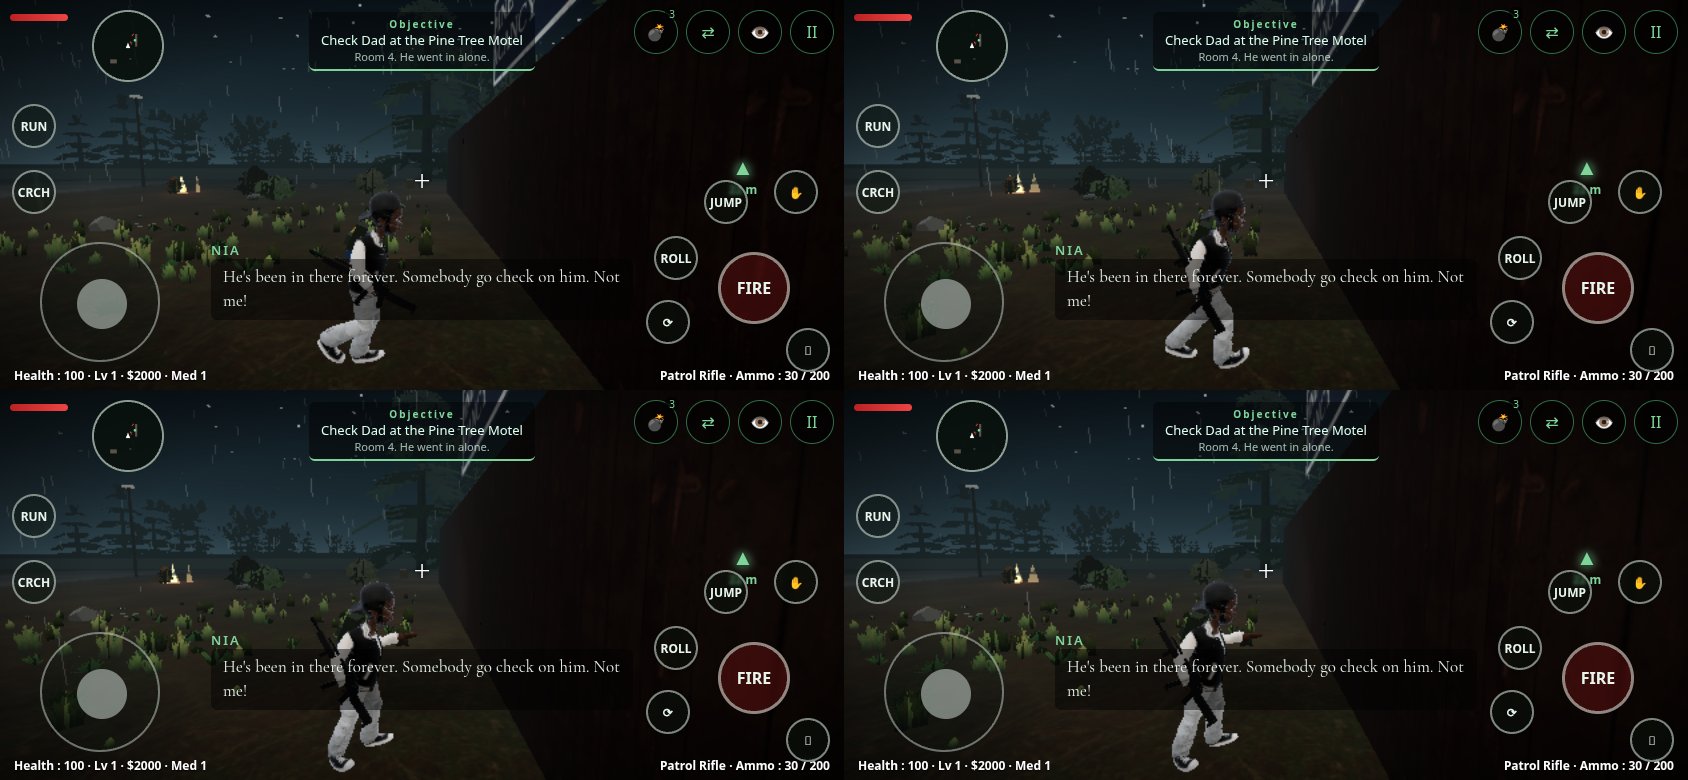 Objective
Check Dad at the Pine Tree Motel
Room 4. He went in alone.
3
II
RUN
CRCH
m
JUMP
NIA
He's been in there forever. Somebody go check on him. Not
me!
ROLL
FIRE
Health : 100 · Lv 1 · $2000 · Med 1
Patrol Rifle · Ammo : 30 / 200
Objective
Check Dad at the Pine Tree Motel
Room 4. He went in alone.
3
II
RUN
CRCH
m
JUMP
NIA
He's been in there forever. Somebody go check on him. Not
me!
ROLL
FIRE
Health : 100 · Lv 1 · $2000 · Med 1
Patrol Rifle · Ammo : 30 / 200
Objective
Check Dad at the Pine Tree Motel
Room 4. He went in alone.
3
II
RUN
CRCH
m
JUMP
NIA
He's been in there forever. Somebody go check on him. Not
me!
ROLL
FIRE
Health : 100 · Lv 1 · $2000 · Med 1
Patrol Rifle · Ammo : 30 / 200
Objective
Check Dad at the Pine Tree Motel
Room 4. He went in alone.
3
II
RUN
CRCH
m
JUMP
NIA
He's been in there forever. Somebody go check on him. Not
me!
ROLL
FIRE
Health : 100 · Lv 1 · $2000 · Med 1
Patrol Rifle · Ammo : 30 / 200